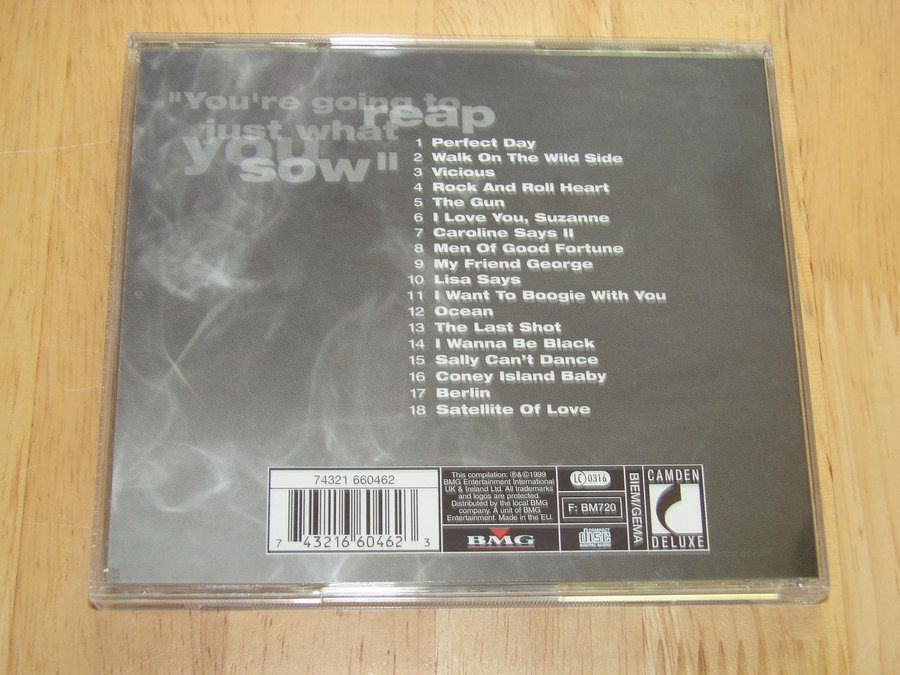 "You're going to
reap
just what
you
sow"
1 Perfect Day
2 Walk On The Wild Side
3 Vicious
4 Rock And Roll Heart
5 The Gun
6 I Love You, Suzanne
7 Caroline Says II
8 Men Of Good Fortune
9 My Friend George
10 Lisa Says
11 I Want To Boogie With You
12 Ocean
13 The Last Shot
14 I Wanna Be Black
15 Sally Can't Dance
16 Coney Island Baby
17 Berlin
18 Satellite Of Love
74321 660462
7 43216 60462 3
This compilation: ℗&©1999
BMG Entertainment International
UK & Ireland Ltd. All trademarks
and logos are protected.
Distributed by the local BMG
company. A unit of BMG
Entertainment. Made in the EU.
BMG
LC 0316
F: BM720
COMPACT
disc
DIGITAL AUDIO
BIEM/GEMA
CAMDEN
DELUXE